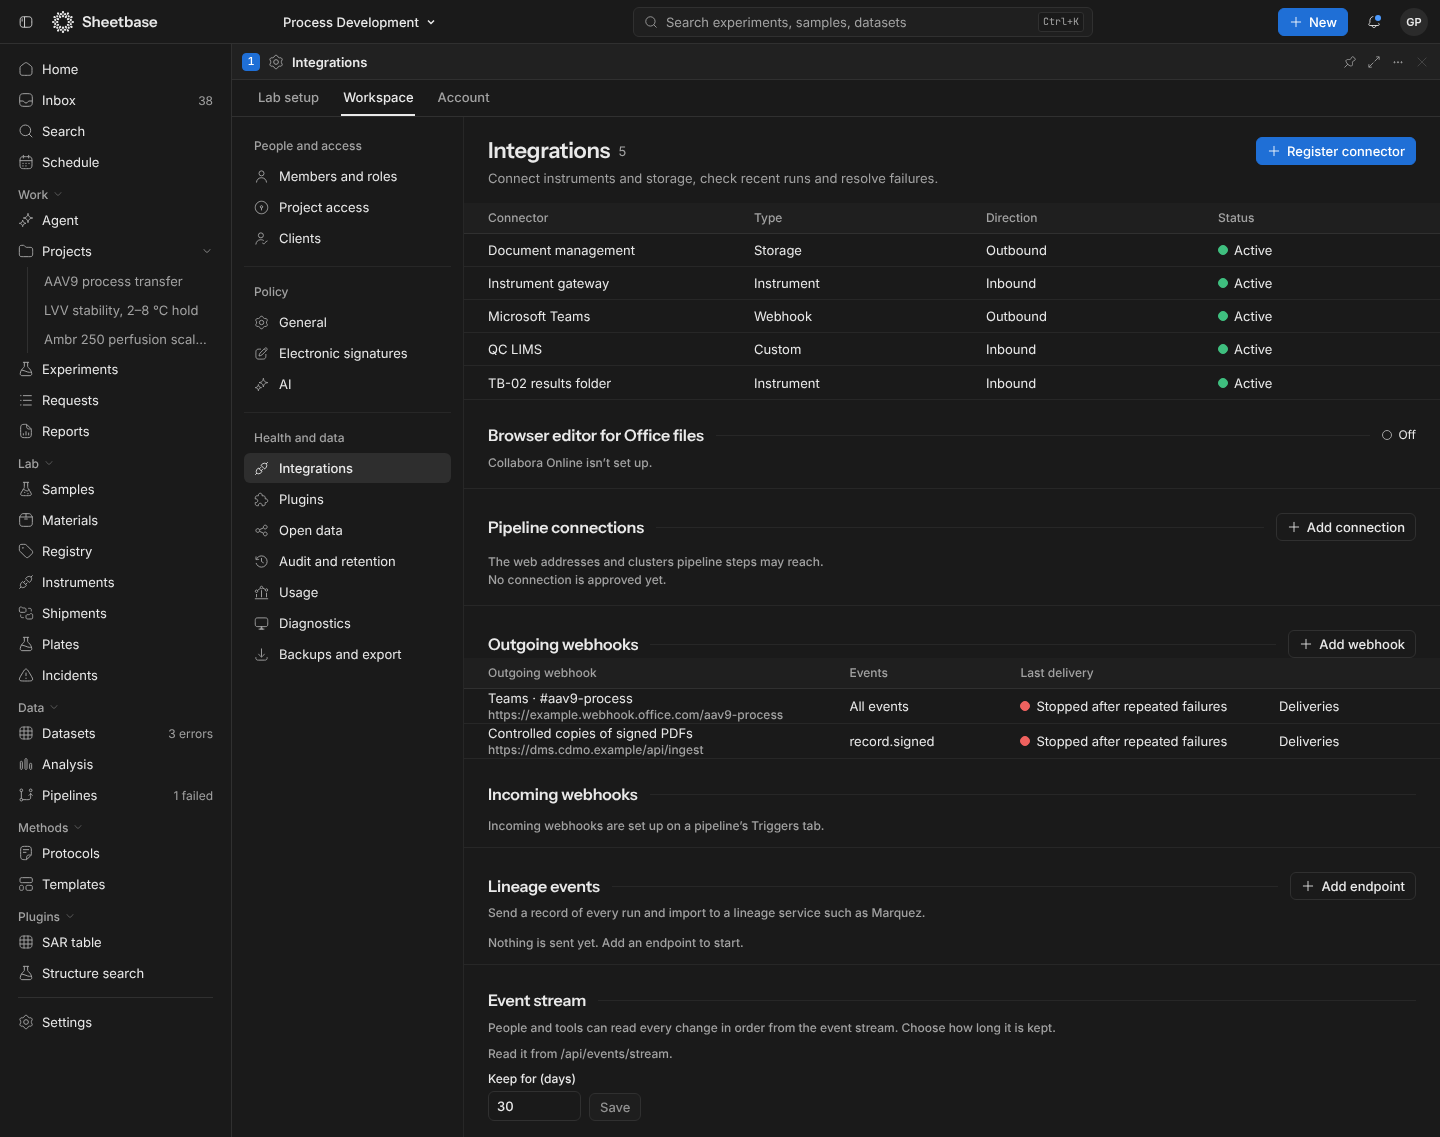 Sheetbase
Process Development
Search experiments, samples, datasets
Ctrl+K
New
GP
Home
Inbox 38
Search
Schedule
Work
Agent
Projects
AAV9 process transfer
LVV stability, 2–8 °C hold
Ambr 250 perfusion scal...
Experiments
Requests
Reports
Lab
Samples
Materials
Registry
Instruments
Shipments
Plates
Incidents
Data
Datasets 3 errors
Analysis
Pipelines 1 failed
Methods
Protocols
Templates
Plugins
SAR table
Structure search
Settings
1 Integrations
Lab setup Workspace Account
People and access
Members and roles
Project access
Clients
Policy
General
Electronic signatures
AI
Health and data
Integrations
Plugins
Open data
Audit and retention
Usage
Diagnostics
Backups and export
Integrations 5
Register connector
Connect instruments and storage, check recent runs and resolve failures.
Connector Type Direction Status
Document management Storage Outbound Active
Instrument gateway Instrument Inbound Active
Microsoft Teams Webhook Outbound Active
QC LIMS Custom Inbound Active
TB-02 results folder Instrument Inbound Active
Browser editor for Office files Off
Collabora Online isn't set up.
Pipeline connections Add connection
The web addresses and clusters pipeline steps may reach.
No connection is approved yet.
Outgoing webhooks Add webhook
Outgoing webhook Events Last delivery
Teams · #aav9-process
https://example.webhook.office.com/aav9-process
All events Stopped after repeated failures Deliveries
Controlled copies of signed PDFs
https://dms.cdmo.example/api/ingest
record.signed Stopped after repeated failures Deliveries
Incoming webhooks
Incoming webhooks are set up on a pipeline's Triggers tab.
Lineage events Add endpoint
Send a record of every run and import to a lineage service such as Marquez.
Nothing is sent yet. Add an endpoint to start.
Event stream
People and tools can read every change in order from the event stream. Choose how long it is kept.
Read it from /api/events/stream.
Keep for (days)
30 Save